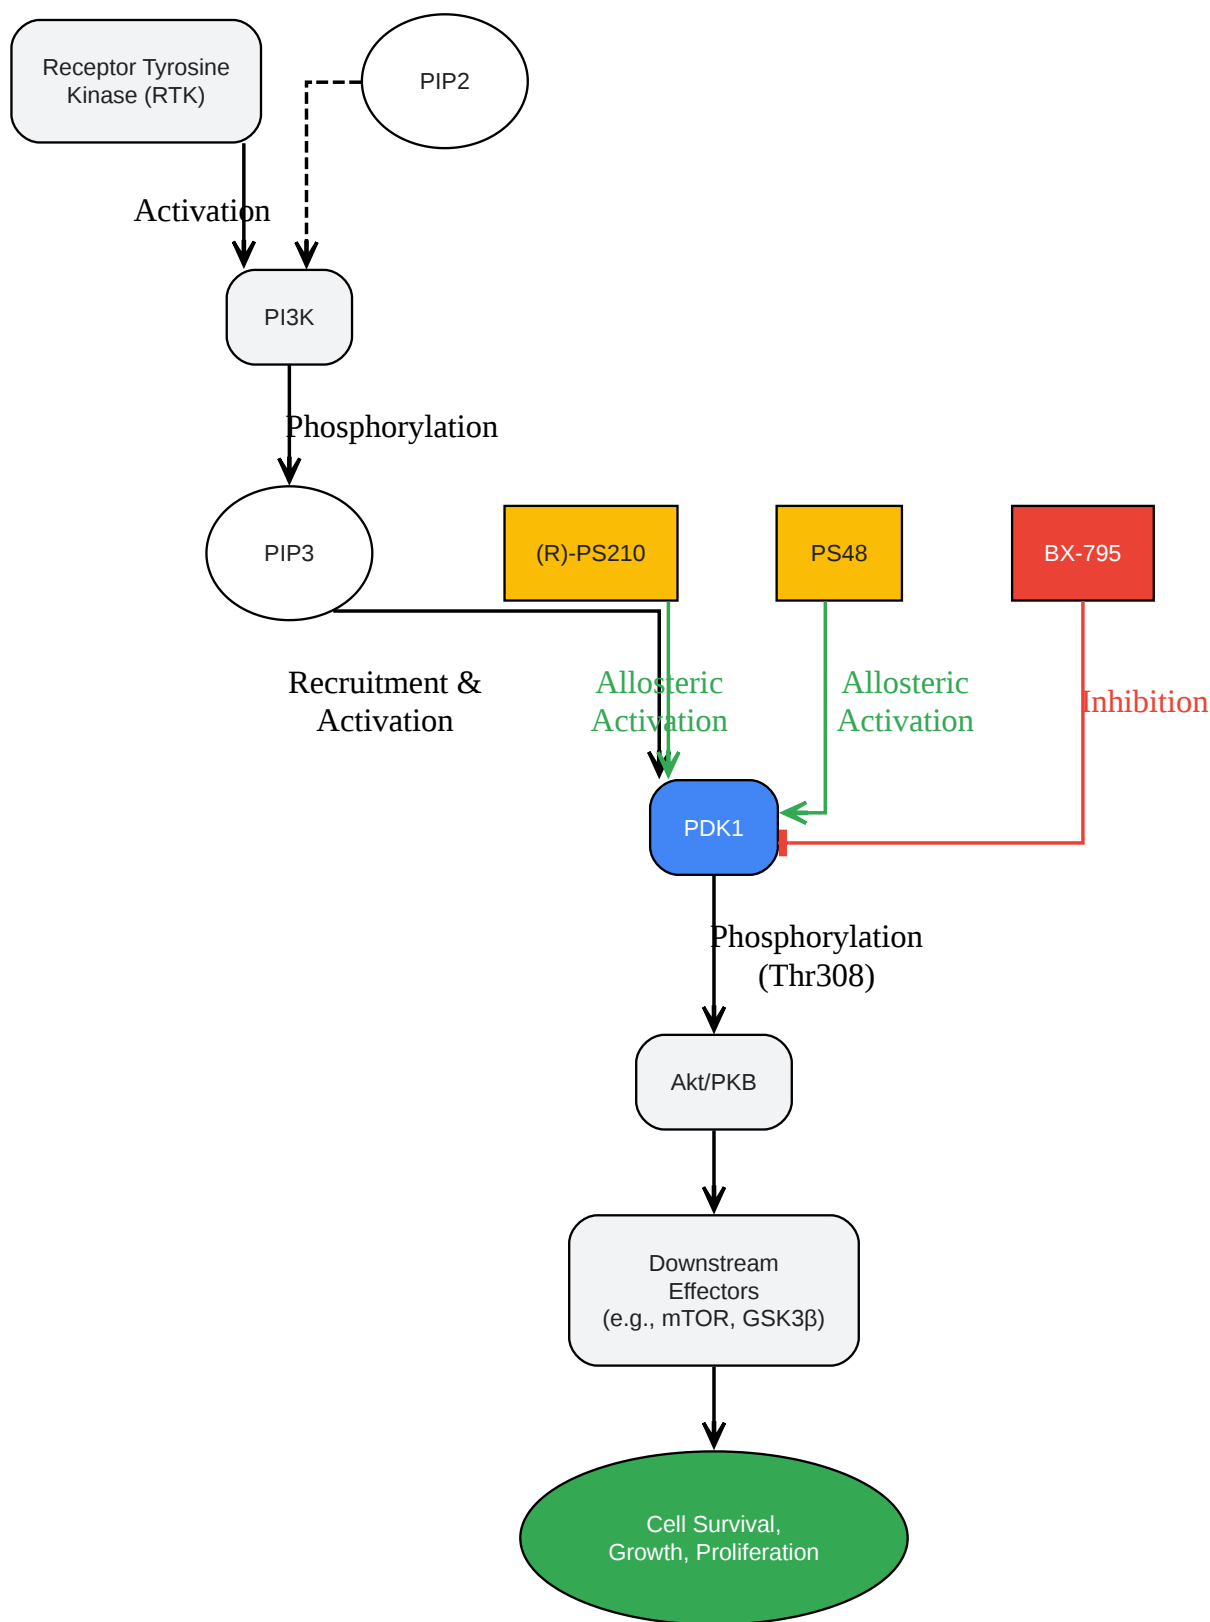 Receptor Tyrosine
Kinase (RTK)
PIP2
Activation
PI3K
Phosphorylation
PIP3
(R)-PS210
PS48
BX-795
Recruitment &
Activation
Allosteric
Activation
Allosteric
Activation
Inhibition
PDK1
Phosphorylation
(Thr308)
Akt/PKB
Downstream
Effectors
(e.g., mTOR, GSK3β)
Cell Survival,
Growth, Proliferation